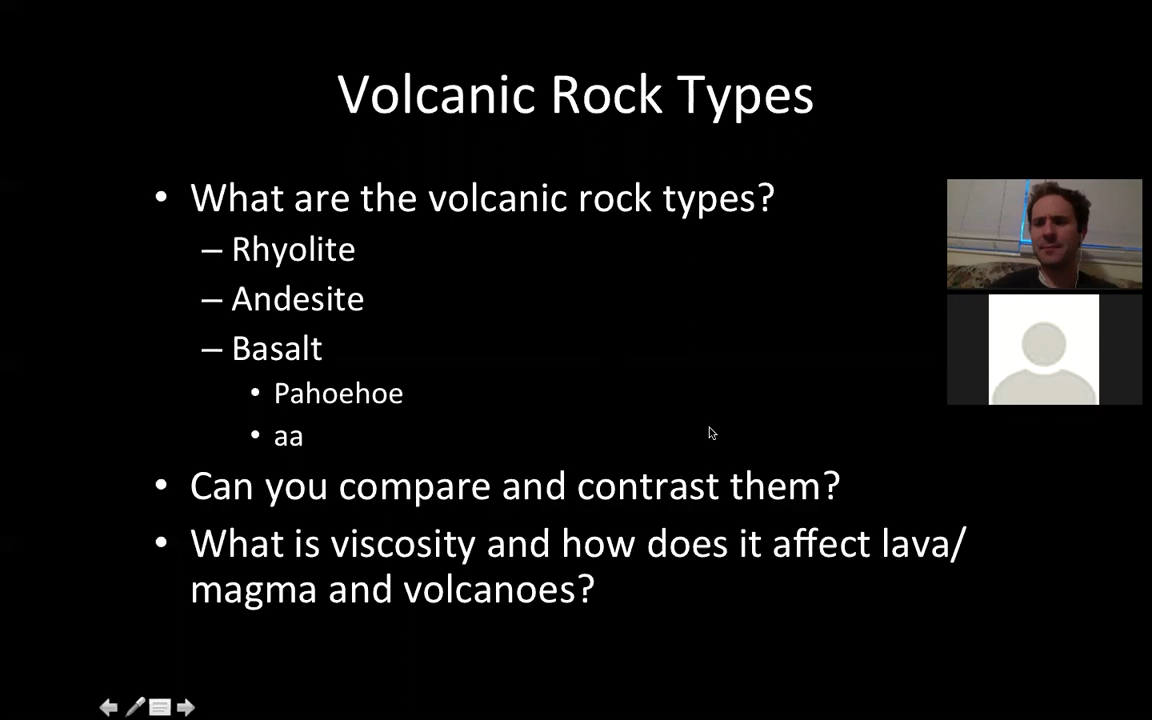 Volcanic Rock Types
• What are the volcanic rock types?
– Rhyolite
– Andesite
– Basalt
• Pahoehoe
• aa
• Can you compare and contrast them?
• What is viscosity and how does it affect lava/
magma and volcanoes?